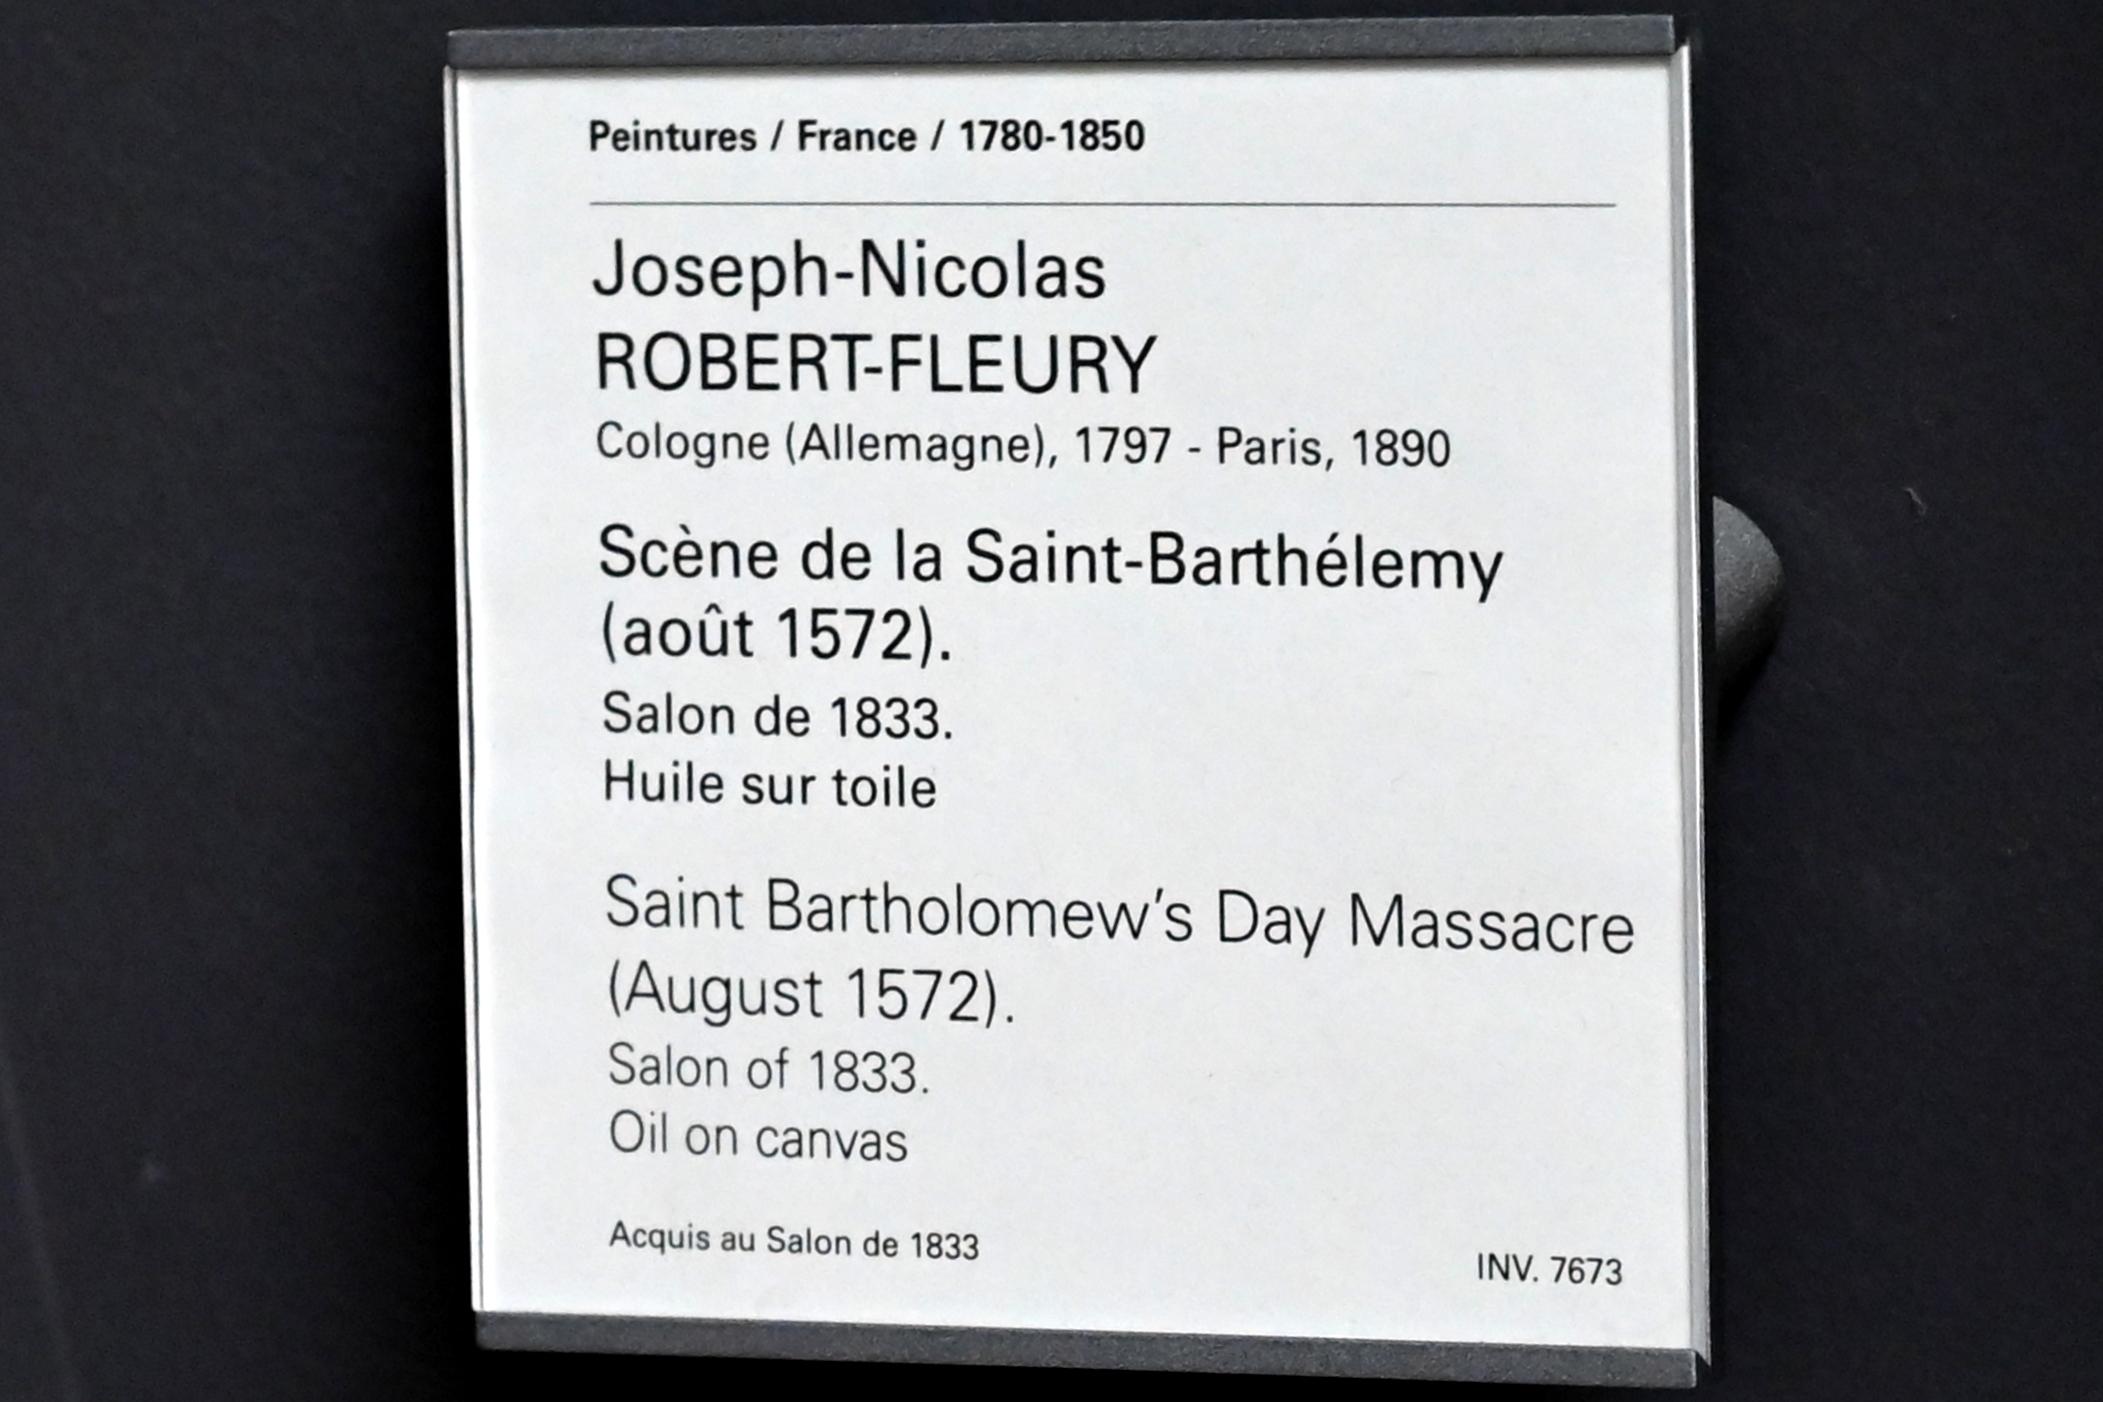 Peintures / France / 1780-1850
Joseph-Nicolas
ROBERT-FLEURY
Cologne (Allemagne), 1797 - Paris, 1890
Scène de la Saint-Barthélemy
(août 1572).
Salon de 1833.
Huile sur toile
Saint Bartholomew's Day Massacre
(August 1572).
Salon of 1833.
Oil on canvas
Acquis au Salon de 1833
INV. 7673